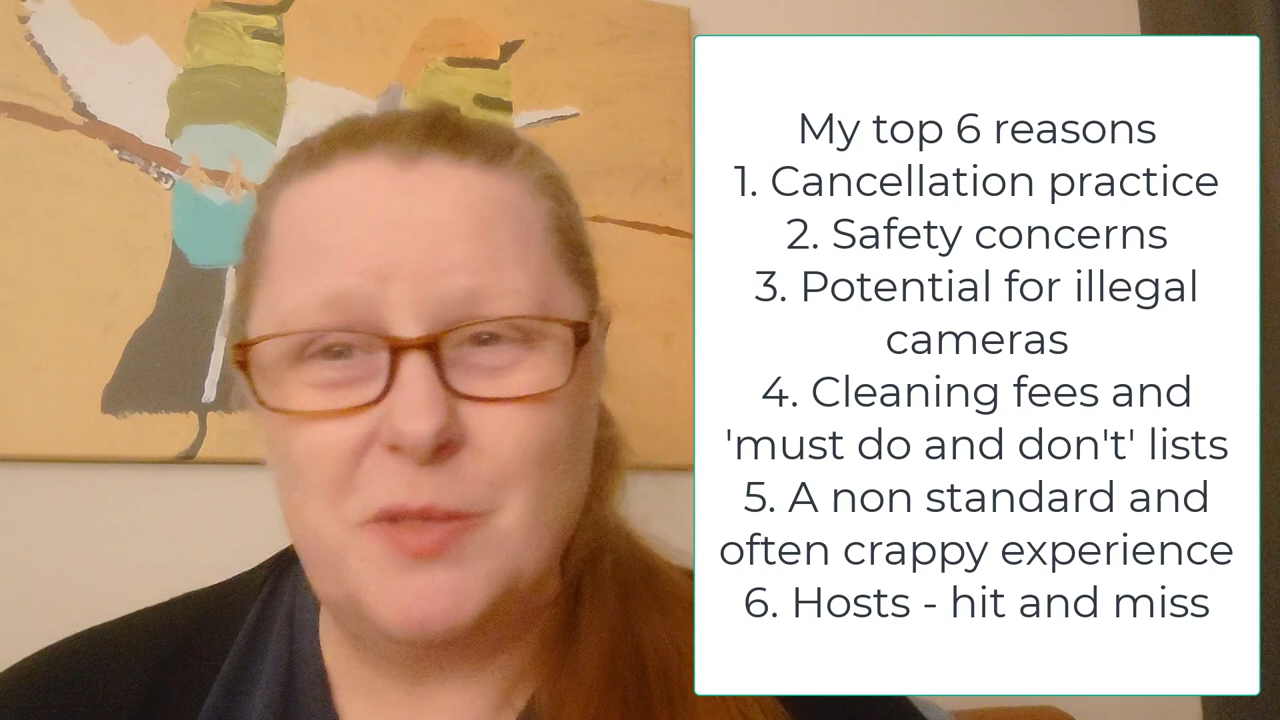 My top 6 reasons
1. Cancellation practice
2. Safety concerns
3. Potential for illegal
cameras
4. Cleaning fees and
'must do and don't' lists
5. A non standard and
often crappy experience
6. Hosts - hit and miss